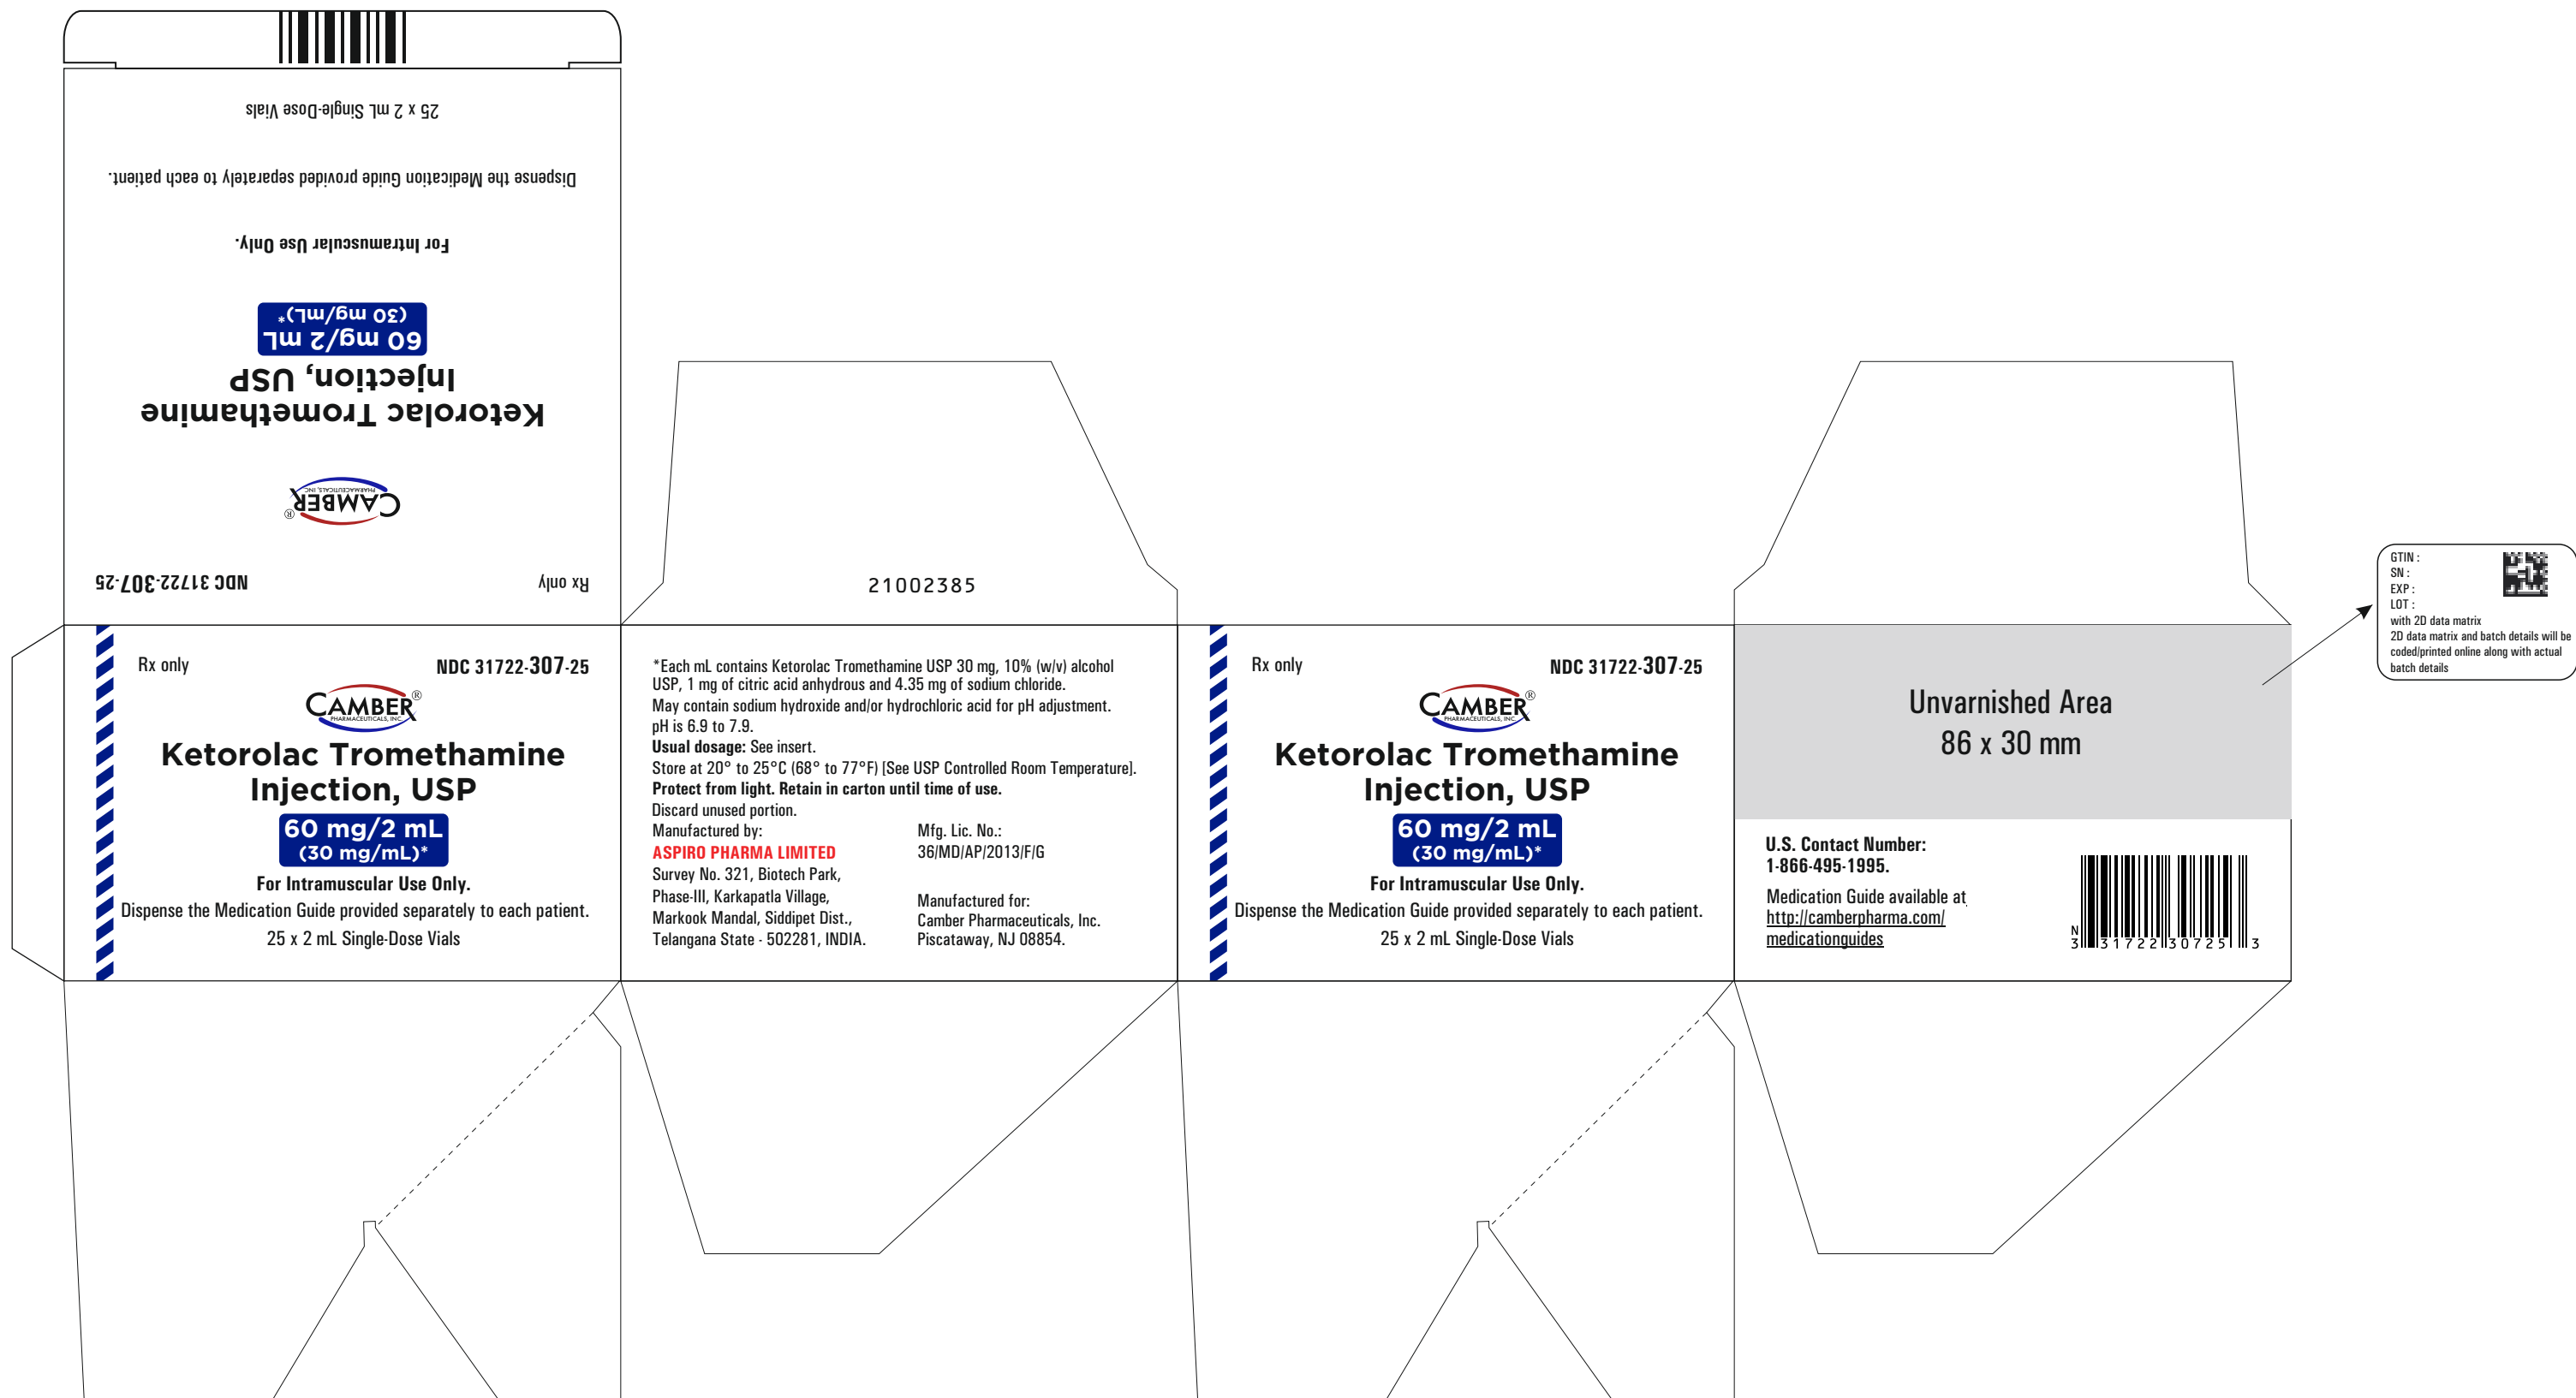 25 x 2 mL Single-Dose Vials
Dispense the Medication Guide provided separately to each patient.
For Intramuscular Use Only.
(30 mg/mL)*
60 mg/2 mL
Injection, USP
Ketorolac Tromethamine
CAMBER®
PHARMACEUTICALS, INC.
NDC 31722-307-25
Rx only
21002385
Rx only
NDC 31722-307-25
CAMBER®
PHARMACEUTICALS, INC.
Ketorolac Tromethamine
Injection, USP
60 mg/2 mL
(30 mg/mL)*
For Intramuscular Use Only.
Dispense the Medication Guide provided separately to each patient.
25 x 2 mL Single-Dose Vials
*Each mL contains Ketorolac Tromethamine USP 30 mg, 10% (w/v) alcohol
USP, 1 mg of citric acid anhydrous and 4.35 mg of sodium chloride.
May contain sodium hydroxide and/or hydrochloric acid for pH adjustment.
pH is 6.9 to 7.9.
Usual dosage: See insert.
Store at 20° to 25°C (68° to 77°F) [See USP Controlled Room Temperature].
Protect from light. Retain in carton until time of use.
Discard unused portion.
Manufactured by:
ASPIRO PHARMA LIMITED
Survey No. 321, Biotech Park,
Phase-III, Karkapatla Village,
Markook Mandal, Siddipet Dist.,
Telangana State - 502281, INDIA.
Mfg. Lic. No.:
36/MD/AP/2013/F/G
Manufactured for:
Camber Pharmaceuticals, Inc.
Piscataway, NJ 08854.
Rx only
NDC 31722-307-25
CAMBER®
PHARMACEUTICALS, INC.
Ketorolac Tromethamine
Injection, USP
60 mg/2 mL
(30 mg/mL)*
For Intramuscular Use Only.
Dispense the Medication Guide provided separately to each patient.
25 x 2 mL Single-Dose Vials
Unvarnished Area
86 x 30 mm
U.S. Contact Number:
1-866-495-1995.
Medication Guide available at
http://camberpharma.com/
medicationguides
N
3 31722 30725 3
GTIN :
SN :
EXP :
LOT :
with 2D data matrix
2D data matrix and batch details will be
coded/printed online along with actual
batch details